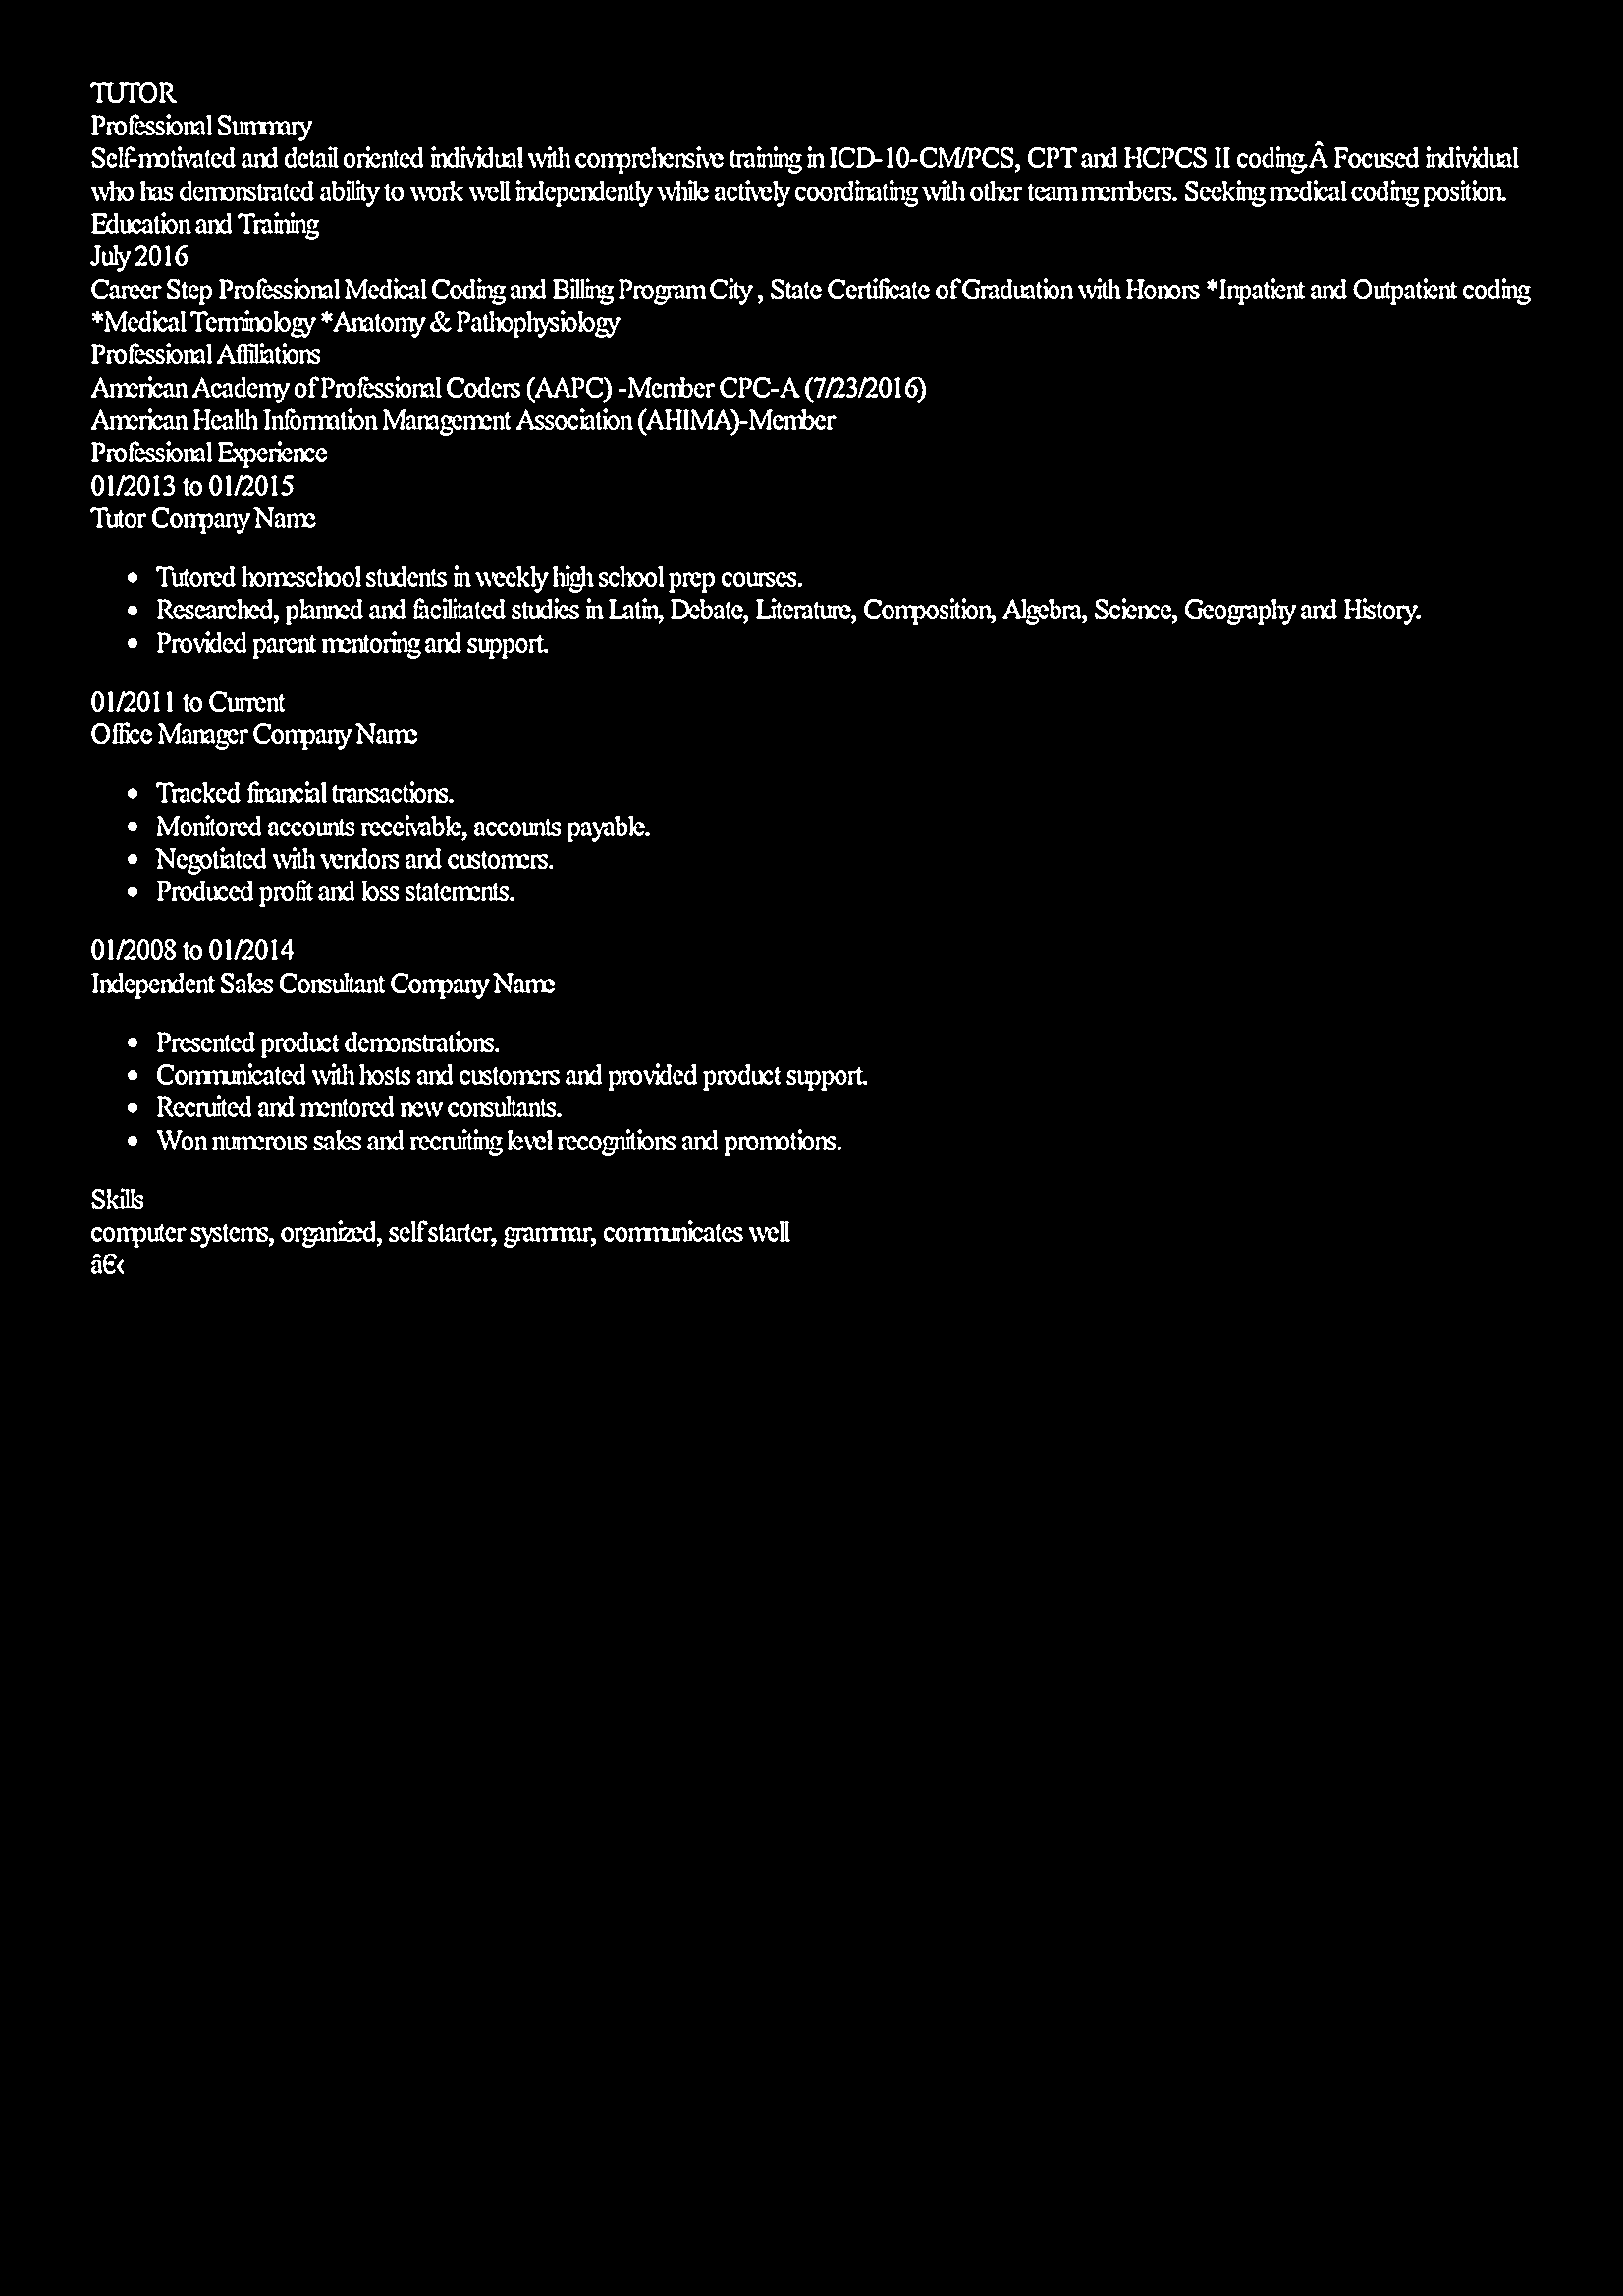 TUTOR
Professional Summary
Self-motivated and detail oriented individual with comprehensive training in ICD-10-CM/PCS, CPT and HCPCS II coding.Â Focused individual
who has demonstrated ability to work well independently while actively coordinating with other team members. Seeking medical coding position.
Education and Training
July 2016
Career Step Professional Medical Coding and Billing Program City , State Certificate of Graduation with Honors *Inpatient and Outpatient coding
*Medical Terminology *Anatomy & Pathophysiology
Professional Affiliations
American Academy of Professional Coders (AAPC) -Member CPC-A (7/23/2016)
American Health Information Management Association (AHIMA)-Member
Professional Experience
01/2013 to 01/2015
Tutor Company Name
• Tutored homeschool students in weekly high school prep courses.
• Researched, planned and facilitated studies in Latin, Debate, Literature, Composition, Algebra, Science, Geography and History.
• Provided parent mentoring and support.
01/2011 to Current
Office Manager Company Name
• Tracked financial transactions.
• Monitored accounts receivable, accounts payable.
• Negotiated with vendors and customers.
• Produced profit and loss statements.
01/2008 to 01/2014
Independent Sales Consultant Company Name
• Presented product demonstrations.
• Communicated with hosts and customers and provided product support.
• Recruited and mentored new consultants.
• Won numerous sales and recruiting level recognitions and promotions.
Skills
computer systems, organized, self starter, grammar, communicates well
â€‹